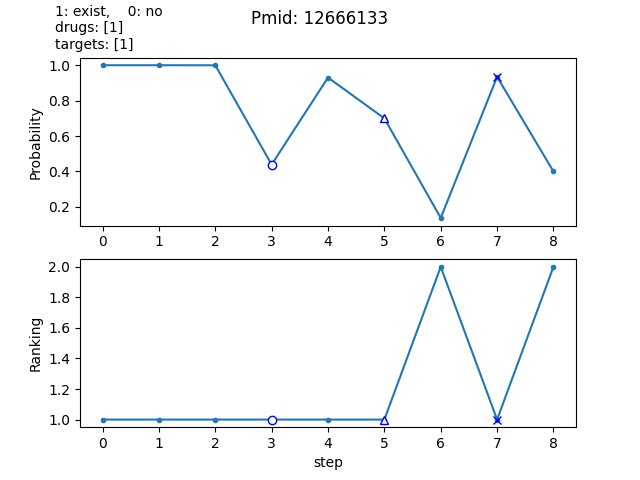 1: exist,    0: no
Pmid: 12666133
drugs: [1]
targets: [1]
Probability
1.0
0.8
0.6
0.4
0.2
0 1 2 3 4 5 6 7 8
Ranking
2.0
1.8
1.6
1.4
1.2
1.0
0 1 2 3 4 5 6 7 8
step